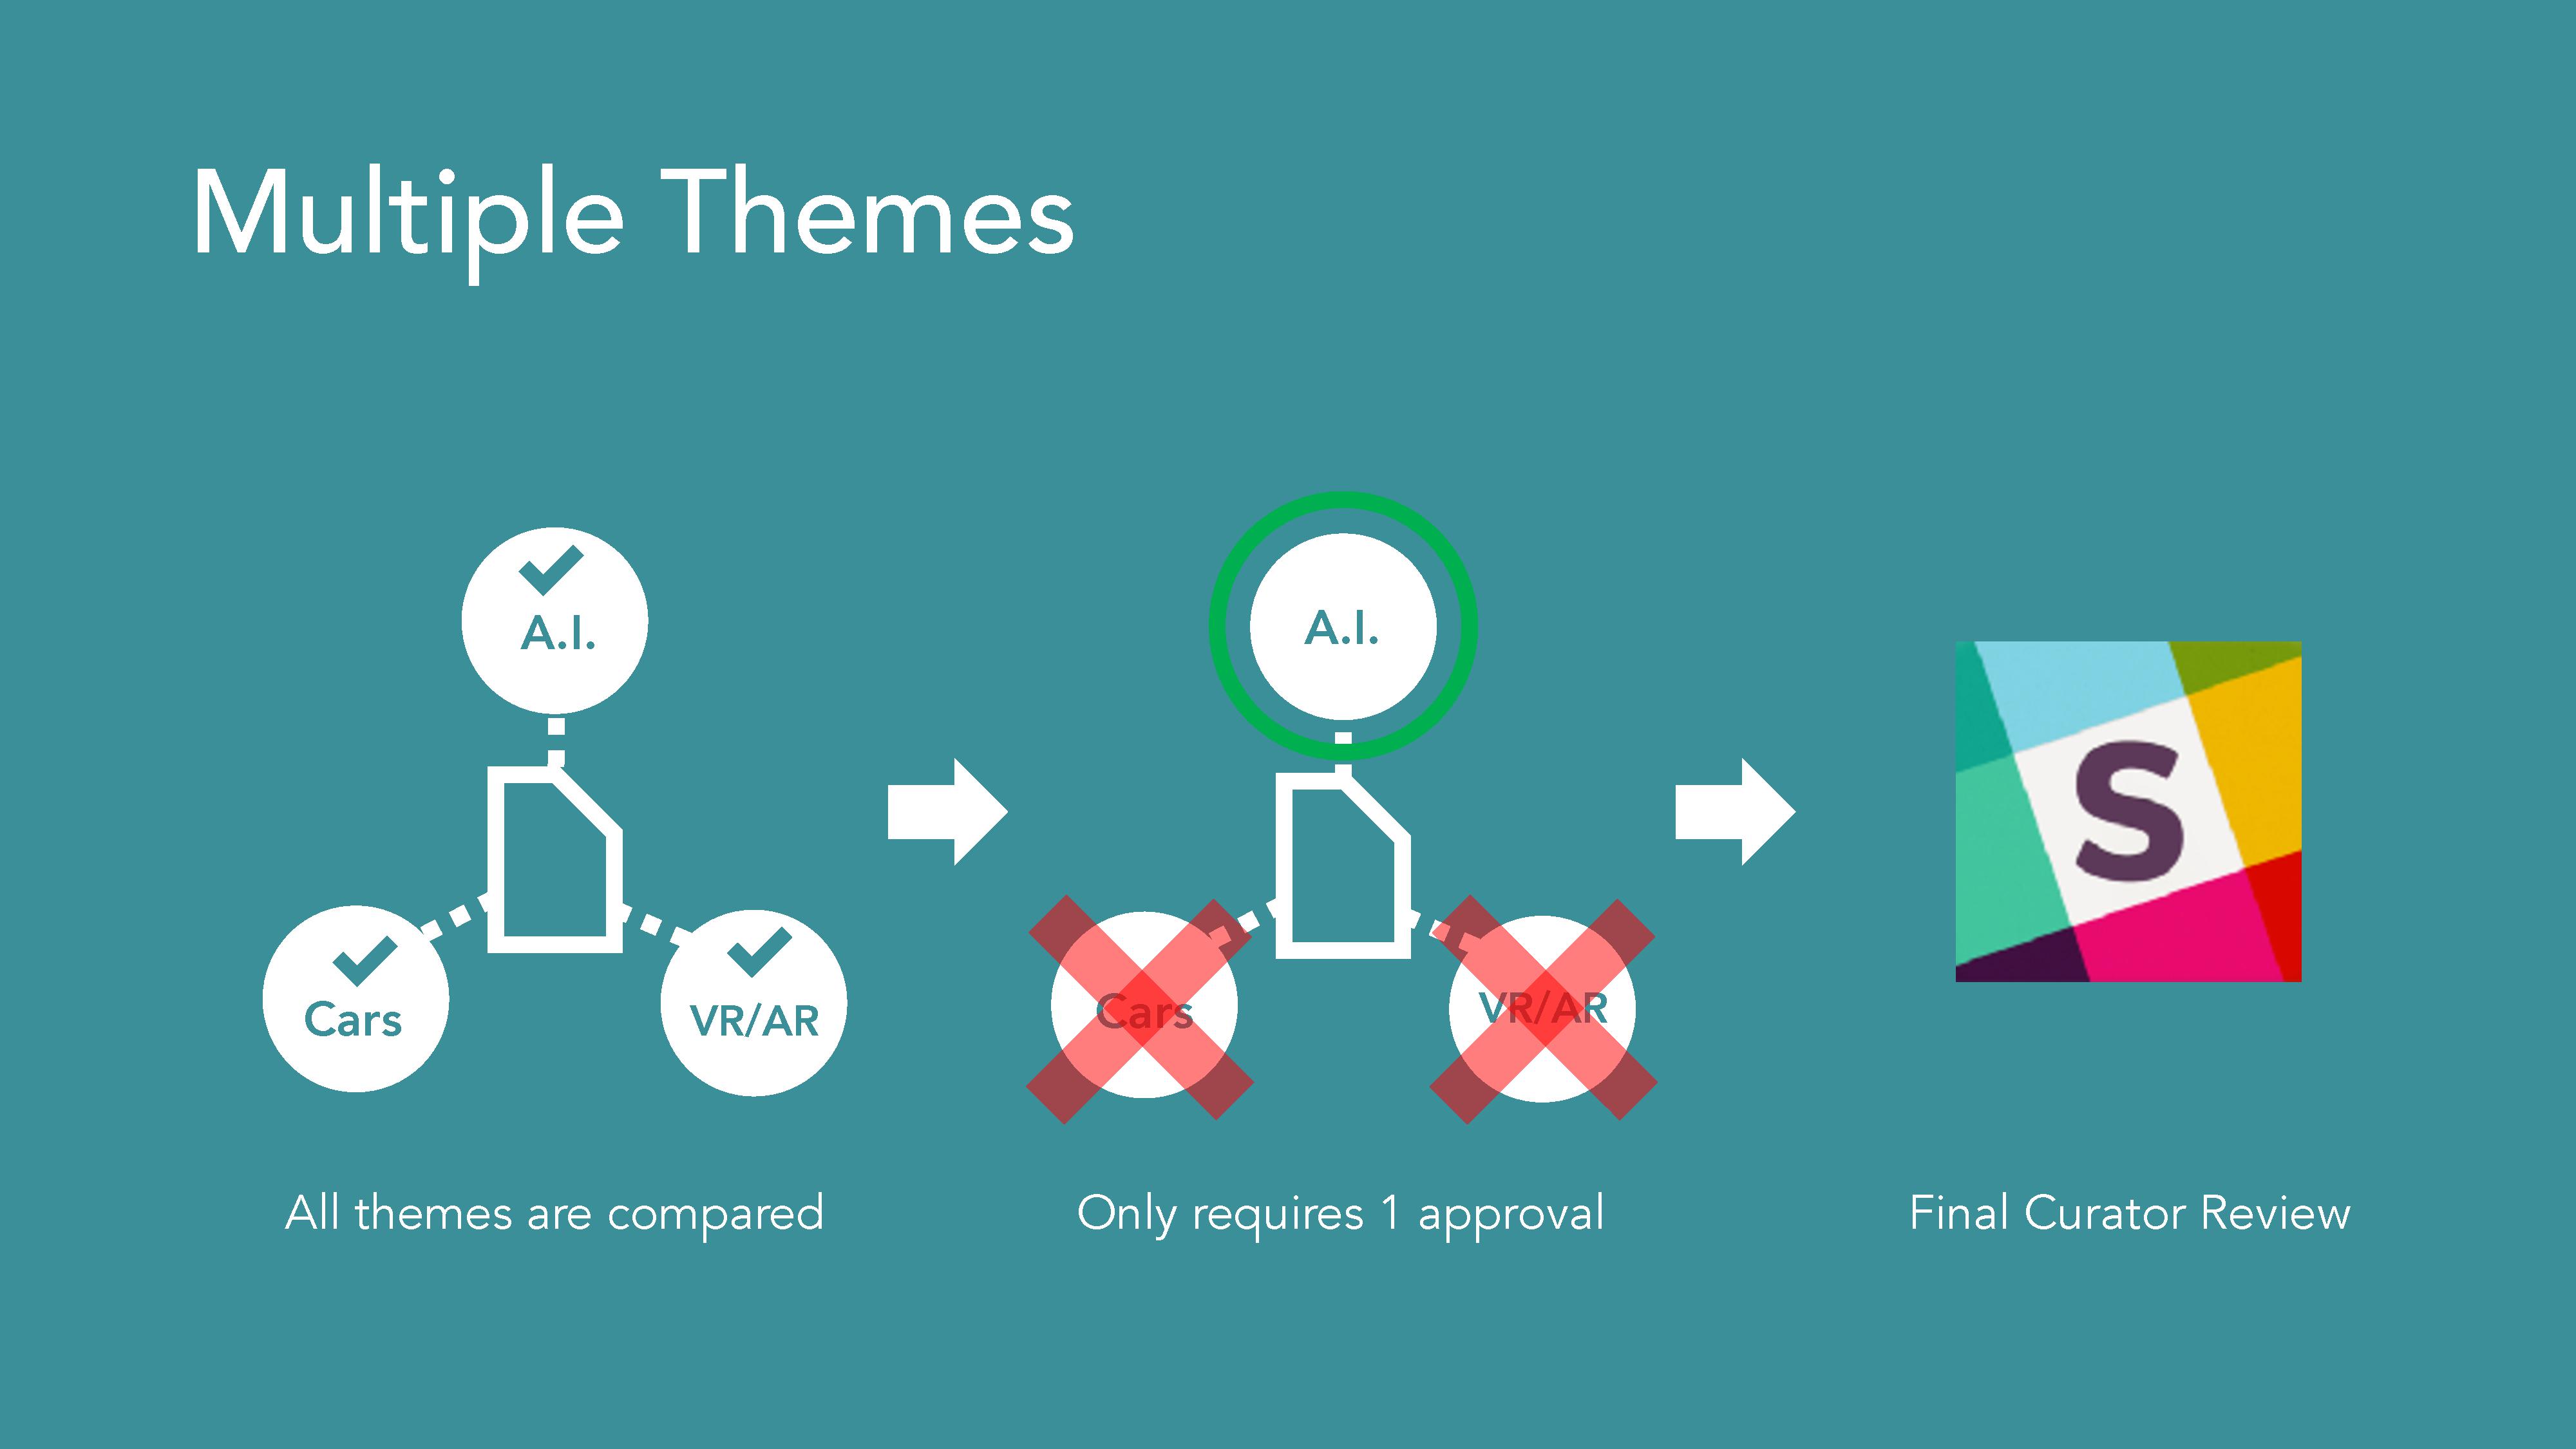 Multiple Themes
A.I.
Cars
VR/AR
A.I.
Cars
VR/AR
S
All themes are compared
Only requires 1 approval
Final Curator Review